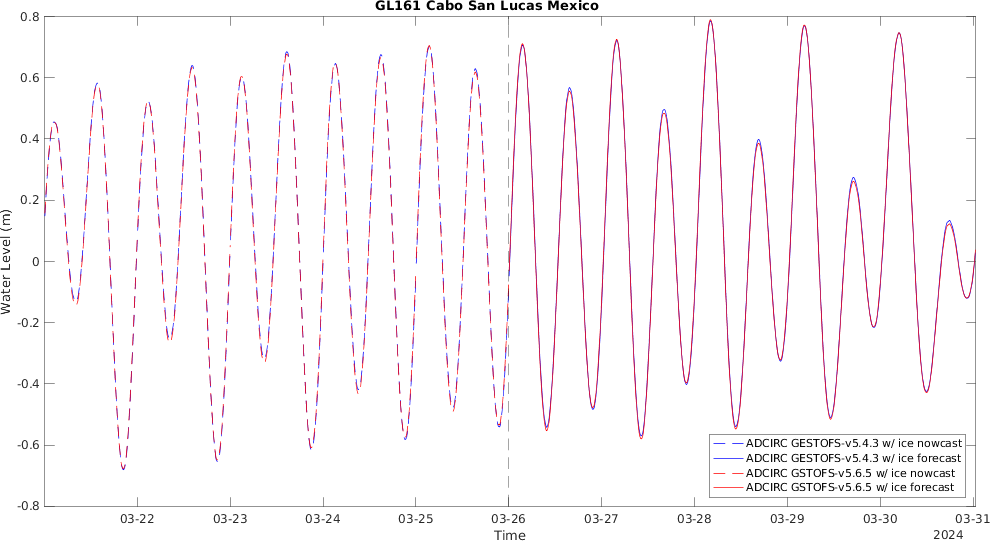 GL161 Cabo San Lucas Mexico
Water Level (m)
0.8
0.6
0.4
0.2
0
-0.2
-0.4
-0.6
-0.8
ADCIRC GESTOFS-v5.4.3 w/ ice nowcast
ADCIRC GESTOFS-v5.4.3 w/ ice forecast
ADCIRC GSTOFS-v5.6.5 w/ ice nowcast
ADCIRC GSTOFS-v5.6.5 w/ ice forecast
03-22 03-23 03-24 03-25 03-26 03-27 03-28 03-29 03-30 03-31
Time
2024